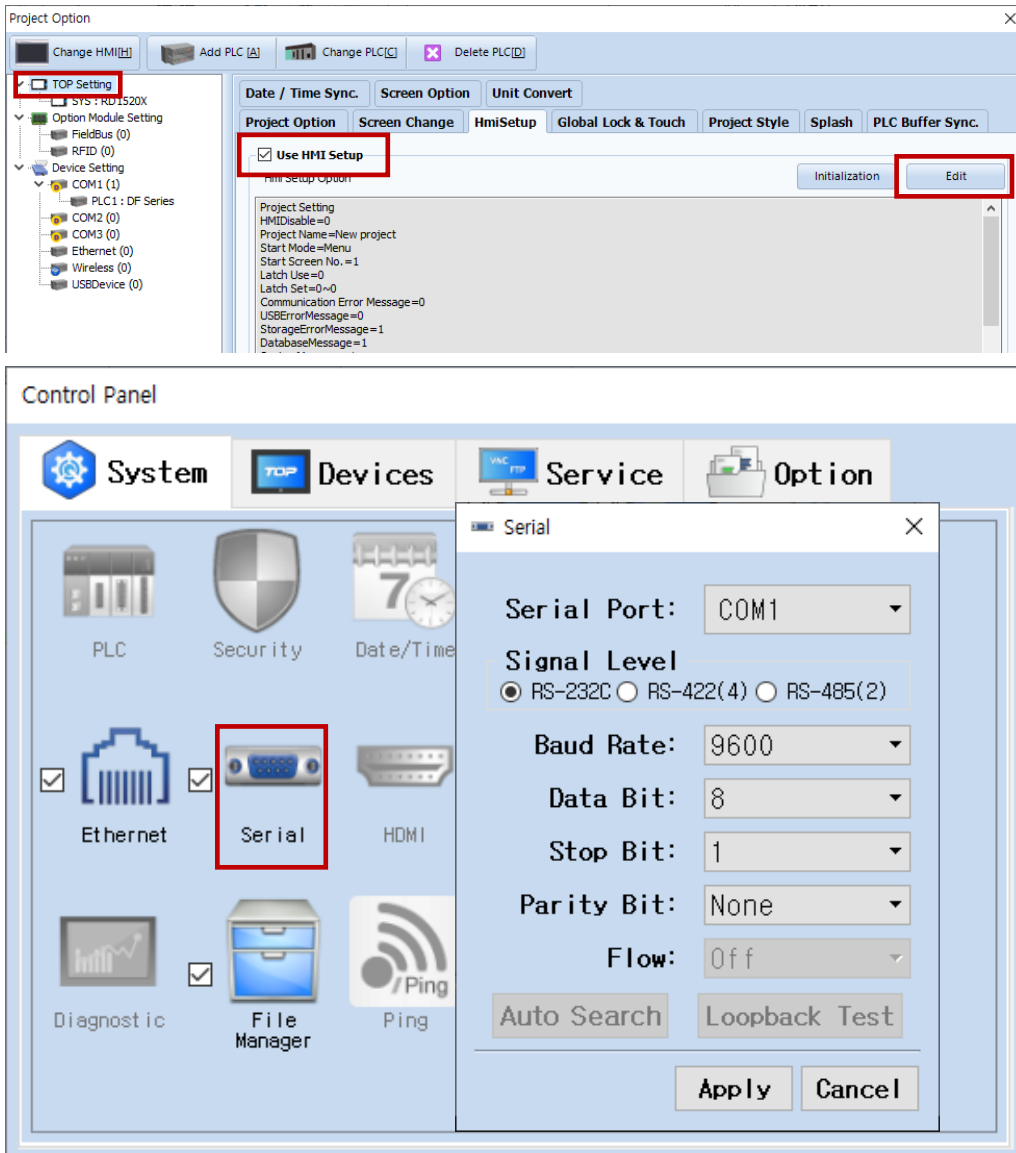 Project Option
Change HMI[H]
Add PLC [A]
Change PLC[C]
Delete PLC[D]
TOP Setting
SYS : RD1520X
Option Module Setting
FieldBus (0)
RFID (0)
Device Setting
COM1 (1)
PLC1 : DF Series
COM2 (0)
COM3 (0)
Ethernet (0)
Wireless (0)
USBDevice (0)
Date / Time Sync.
Screen Option
Unit Convert
Project Option
Screen Change
HmiSetup
Global Lock & Touch
Project Style
Splash
PLC Buffer Sync.
Use HMI Setup
Hmi Setup Option
Initialization
Edit
Project Setting
HMIDisable=0
Project Name=New project
Start Mode=Menu
Start Screen No.=1
Latch Use=0
Latch Set=0~0
Communication Error Message=0
USBErrorMessage=0
StorageErrorMessage=1
DatabaseMessage=1
Control Panel
System
TOP
Devices
VNC
FTP
Service
Option
PLC
Security
7
Date/Time
Ethernet
Serial
HDMI
Diagnostic
File
Manager
/Ping
Ping
Serial
Serial Port:
COM1
Signal Level
RS-232C
RS-422(4)
RS-485(2)
Baud Rate:
9600
Data Bit:
8
Stop Bit:
1
Parity Bit:
None
Flow:
Off
Auto Search
Loopback Test
Apply
Cancel